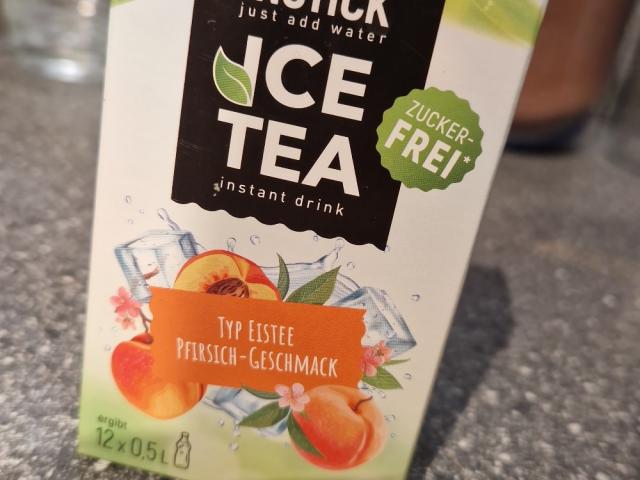 just add water
ICE
TEA
instant drink
ZUCKER-
FREI*
TYP EISTEE
PFIRSICH-GESCHMACK
ergibt
12 x 0,5 L